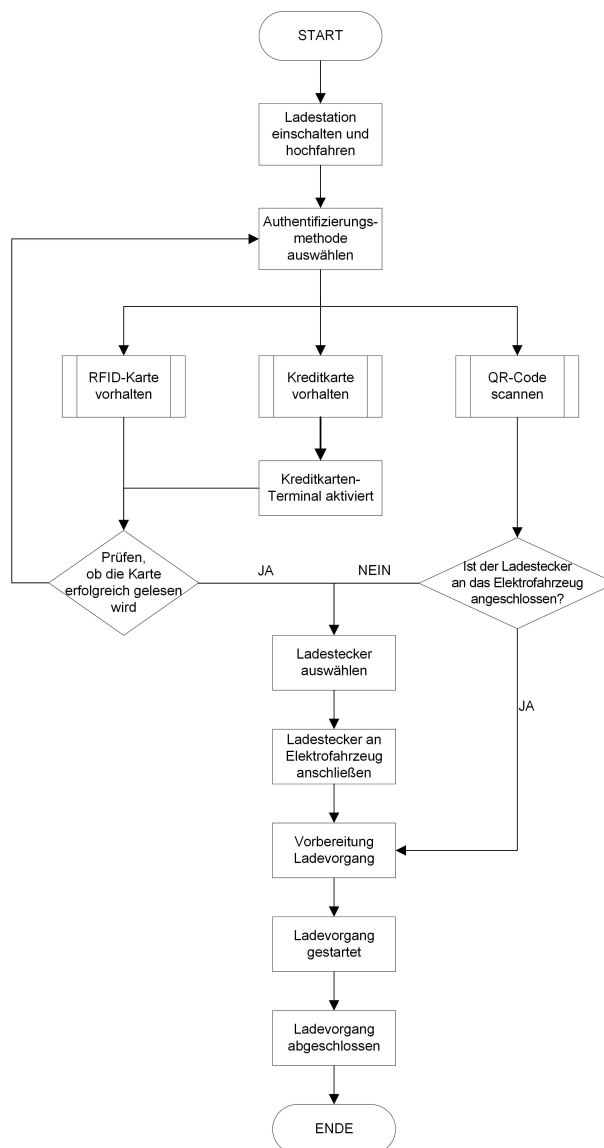 START
Ladestation
einschalten und
hochfahren
Authentifizierungs-
methode
auswählen
RFID-Karte
vorhalten
Kreditkarte
vorhalten
QR-Code
scannen
Kreditkarten-
Terminal aktiviert
Prüfen,
ob die Karte
erfolgreich gelesen
wird
JA
NEIN
Ist der Ladestecker
an das Elektrofahrzeug
angeschlossen?
Ladestecker
auswählen
JA
Ladestecker an
Elektrofahrzeug
anschließen
Vorbereitung
Ladevorgang
Ladevorgang
gestartet
Ladevorgang
abgeschlossen
ENDE